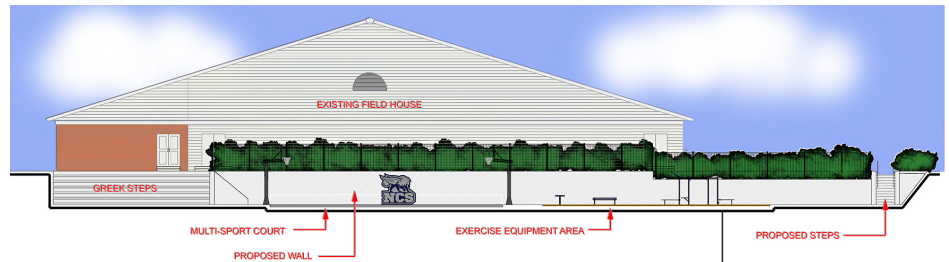 EXISTING FIELD HOUSE
GREEK STEPS
NCS
MULTI-SPORT COURT
EXERCISE EQUIPMENT AREA
PROPOSED STEPS
PROPOSED WALL